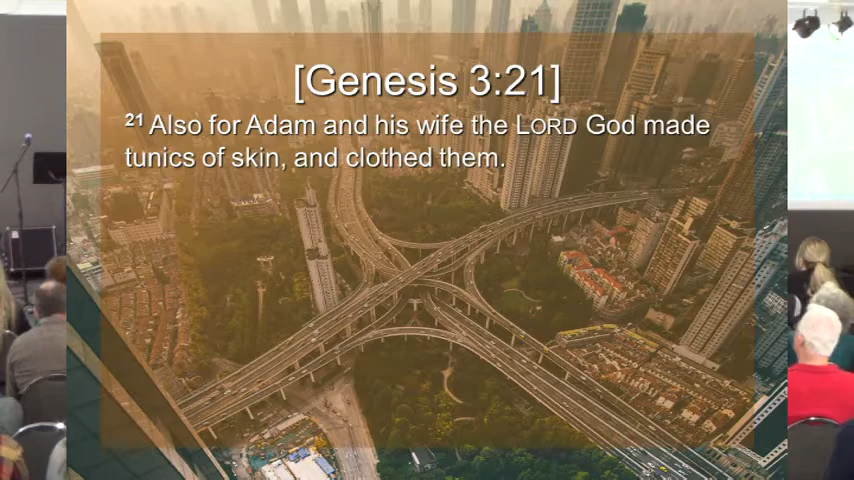 [Genesis 3:21]
21 Also for Adam and his wife the LORD God made
tunics of skin, and clothed them.